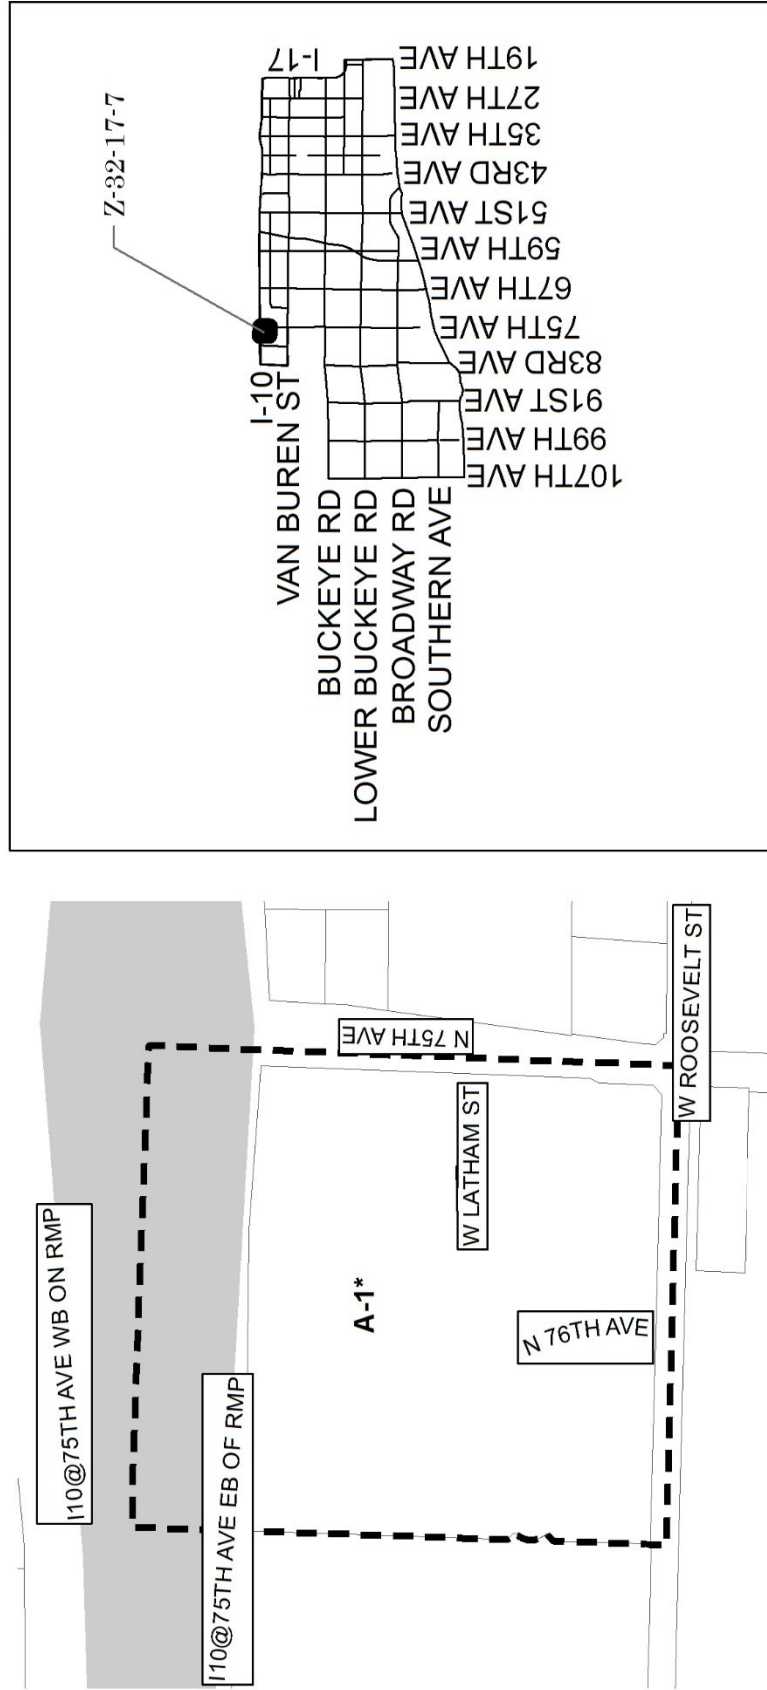 Z-32-17-7
I-17
I-10
VAN BUREN ST
BUCKEYE RD
LOWER BUCKEYE RD
BROADWAY RD
SOUTHERN AVE
19TH AVE
27TH AVE
35TH AVE
43RD AVE
51ST AVE
59TH AVE
67TH AVE
75TH AVE
83RD AVE
91ST AVE
99TH AVE
107TH AVE
I10@75TH AVE WB ON RMP
I10@75TH AVE EB OF RMP
N 75TH AVE
W LATHAM ST
A-1*
N 76TH AVE
W ROOSEVELT ST